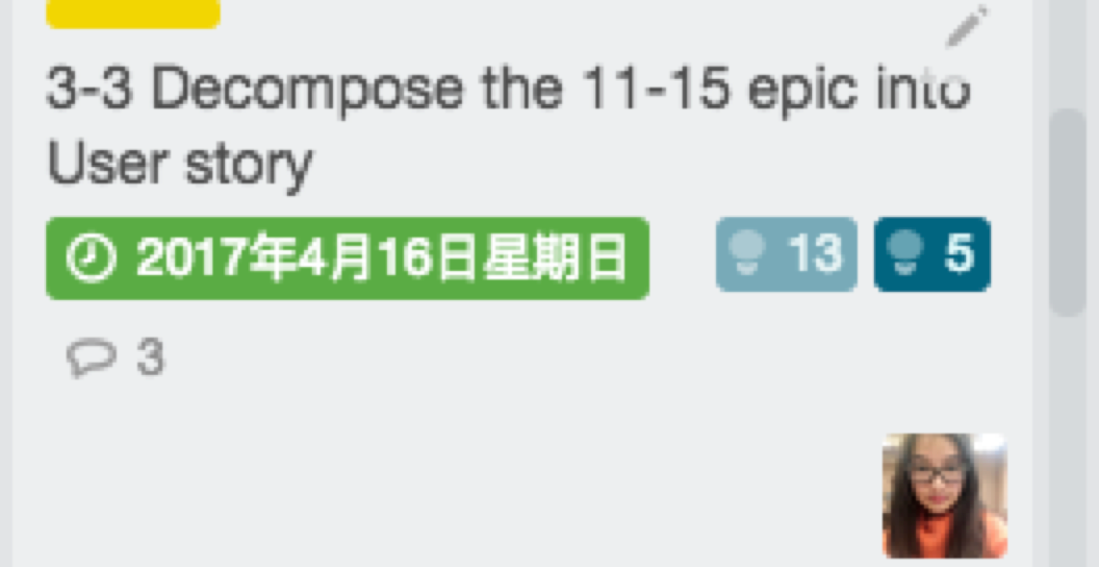 3-3 Decompose the 11-15 epic into
User story
2017年4月16日星期日 13 5
3